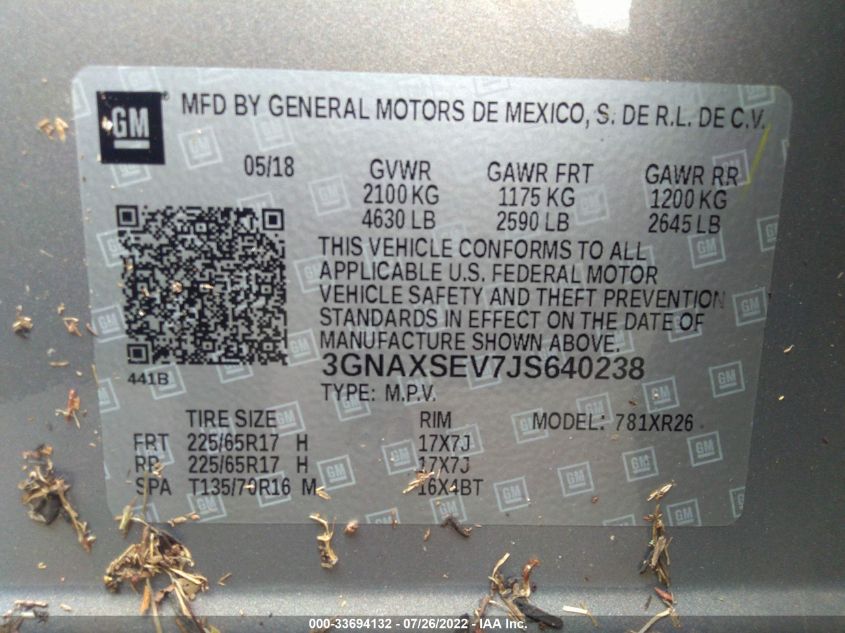 GM MFD BY GENERAL MOTORS DE MEXICO, S. DE R.L. DE C.V.
05/18 GVWR GAWR FRT GAWR RR
2100 KG 1175 KG 1200 KG
4630 LB 2590 LB 2645 LB
THIS VEHICLE CONFORMS TO ALL
APPLICABLE U.S. FEDERAL MOTOR
VEHICLE SAFETY AND THEFT PREVENTION
STANDARDS IN EFFECT ON THE DATE OF
MANUFACTURE SHOWN ABOVE.
441B 3GNAXSEV7JS640238
TYPE: M.P.V.
TIRE SIZE RIM MODEL: 781XR26
FRT 225/65R17 H 17X7J
RR 225/65R17 H 17X7J
SPA T135/70R16 M 16X4BT
000-33694132 - 07/26/2022 - IAA Inc.